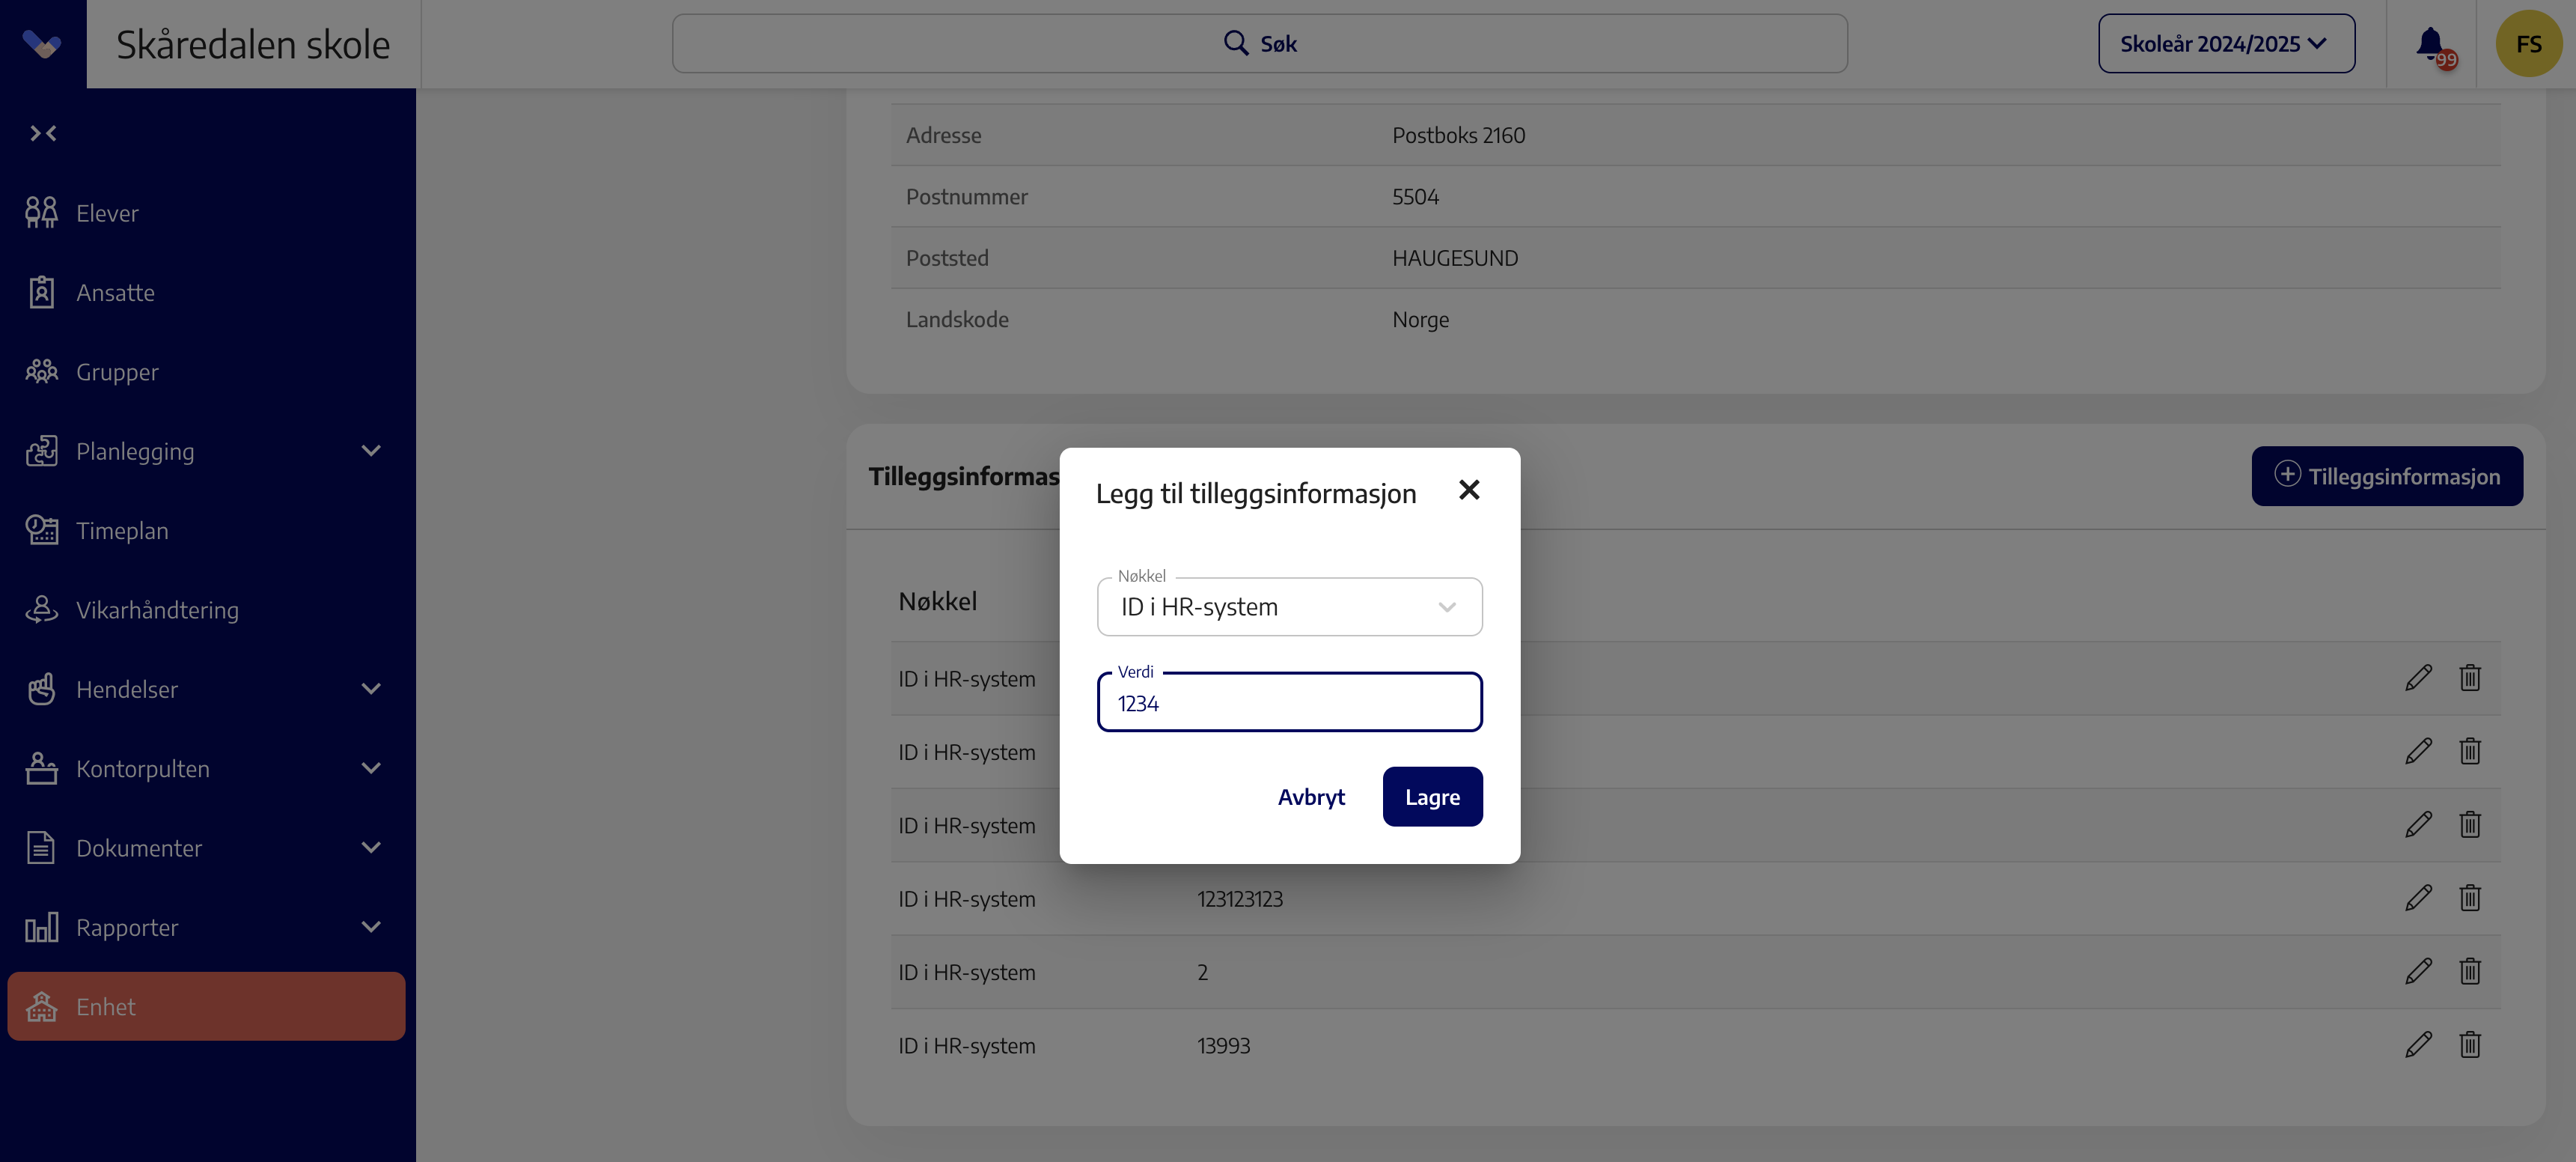 Skåredalen skole
Søk
Skoleår 2024/2025
99
FS
Elever
Ansatte
Grupper
Planlegging
Timeplan
Vikarhåndtering
Hendelser
Kontorpulten
Dokumenter
Rapporter
Enhet
Adresse Postboks 2160
Postnummer 5504
Poststed HAUGESUND
Landskode Norge
Tilleggsinformas
Tilleggsinformasjon
Nøkkel
ID i HR-system
ID i HR-system
ID i HR-system
ID i HR-system 123123123
ID i HR-system 2
ID i HR-system 13993
Legg til tilleggsinformasjon
Nøkkel
ID i HR-system
Verdi
1234
Avbryt Lagre